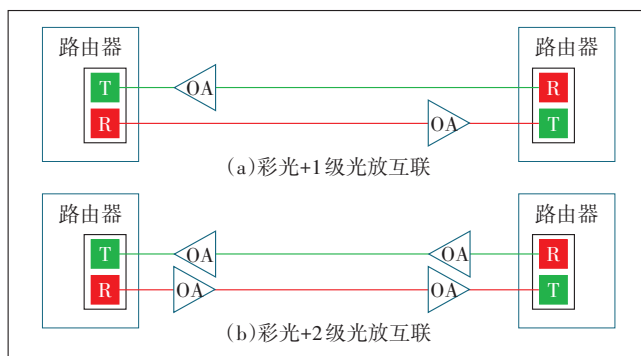 路由器 路由器
T OA R
R OA T
(a)彩光+1级光放互联
路由器 路由器
T OA OA R
R OA OA T
(b)彩光+2级光放互联